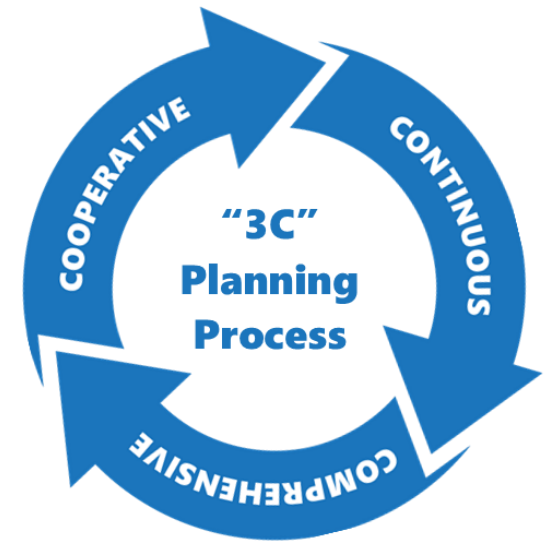 COOPERATIVE
CONTINUOUS
“3C”
Planning
Process
COMPREHENSIVE